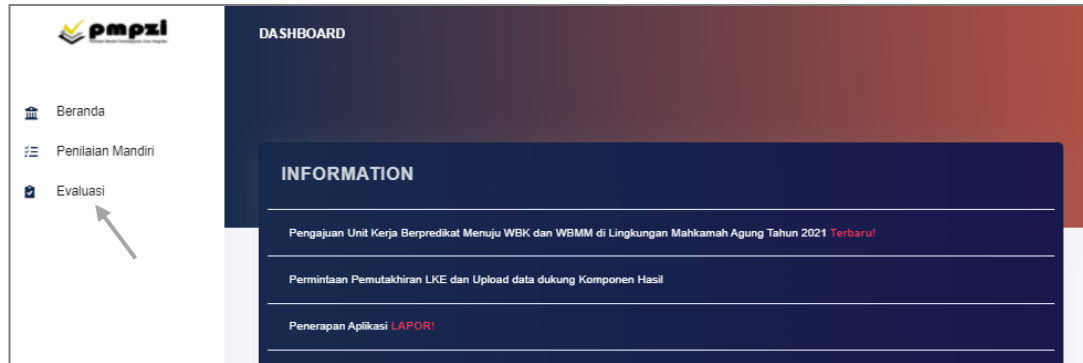 pmpzi
DASHBOARD
Beranda
Penilaian Mandiri
Evaluasi
INFORMATION
Pengajuan Unit Kerja Berpredikat Menuju WBK dan WBMM di Lingkungan Mahkamah Agung Tahun 2021 Terbaru!
Permintaan Pemutakhiran LKE dan Upload data dukung Komponen Hasil
Penerapan Aplikasi LAPOR!